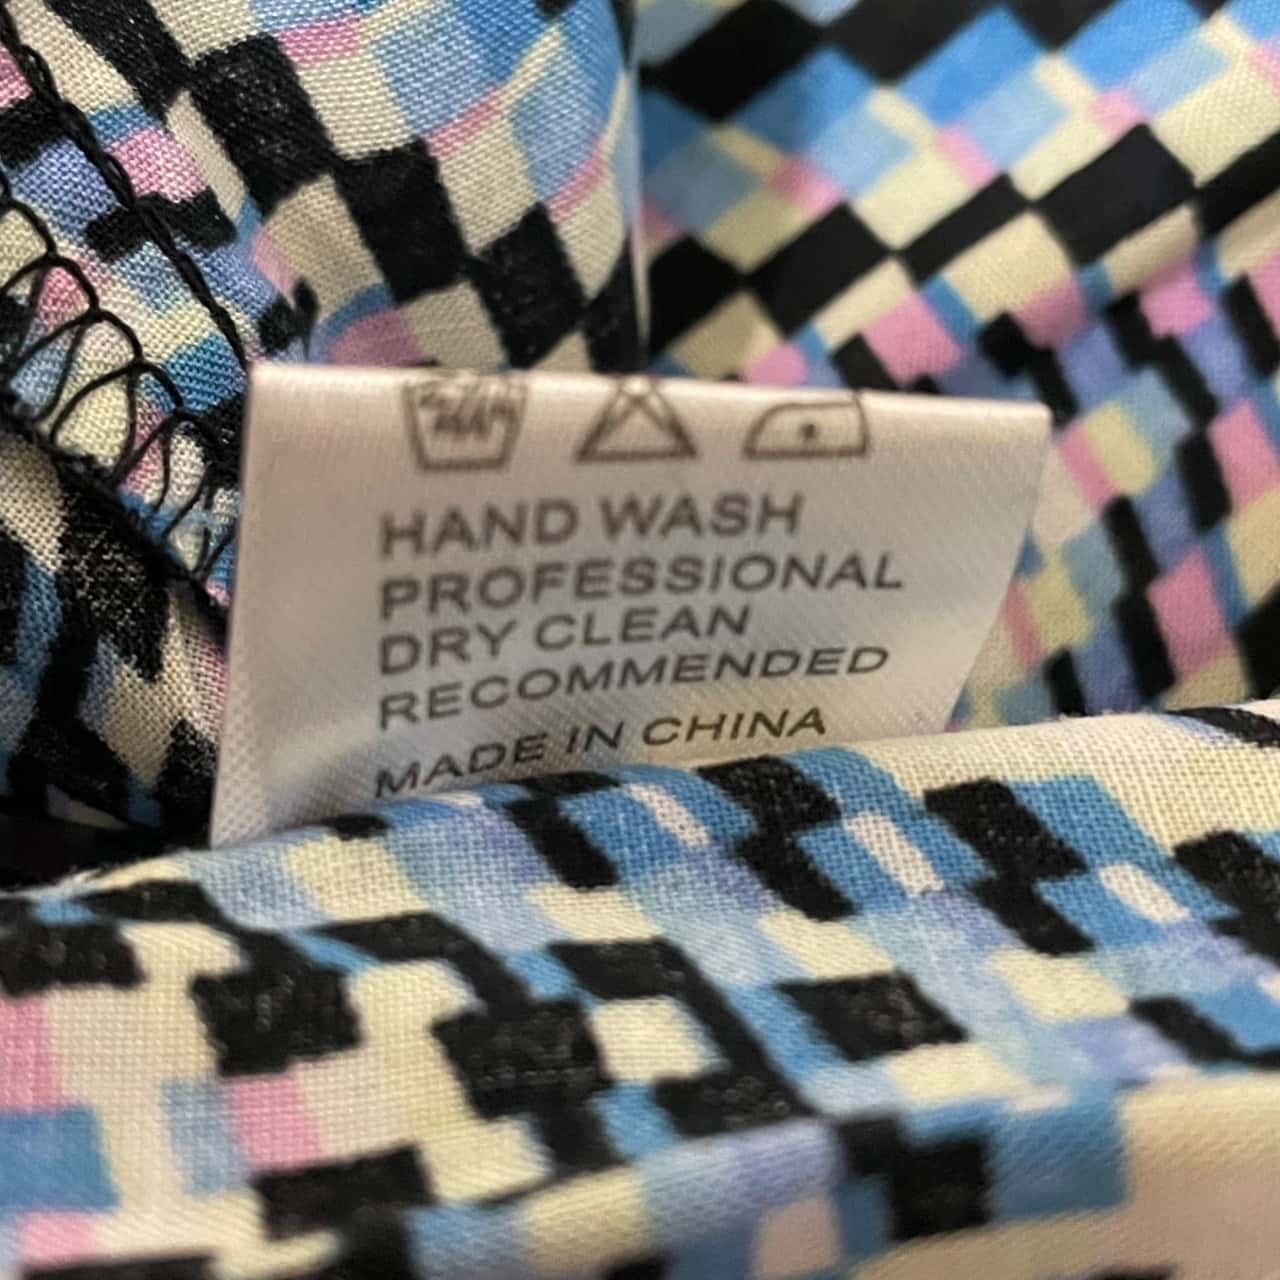 HAND WASH
PROFESSIONAL
DRY CLEAN
RECOMMENDED
MADE IN CHINA